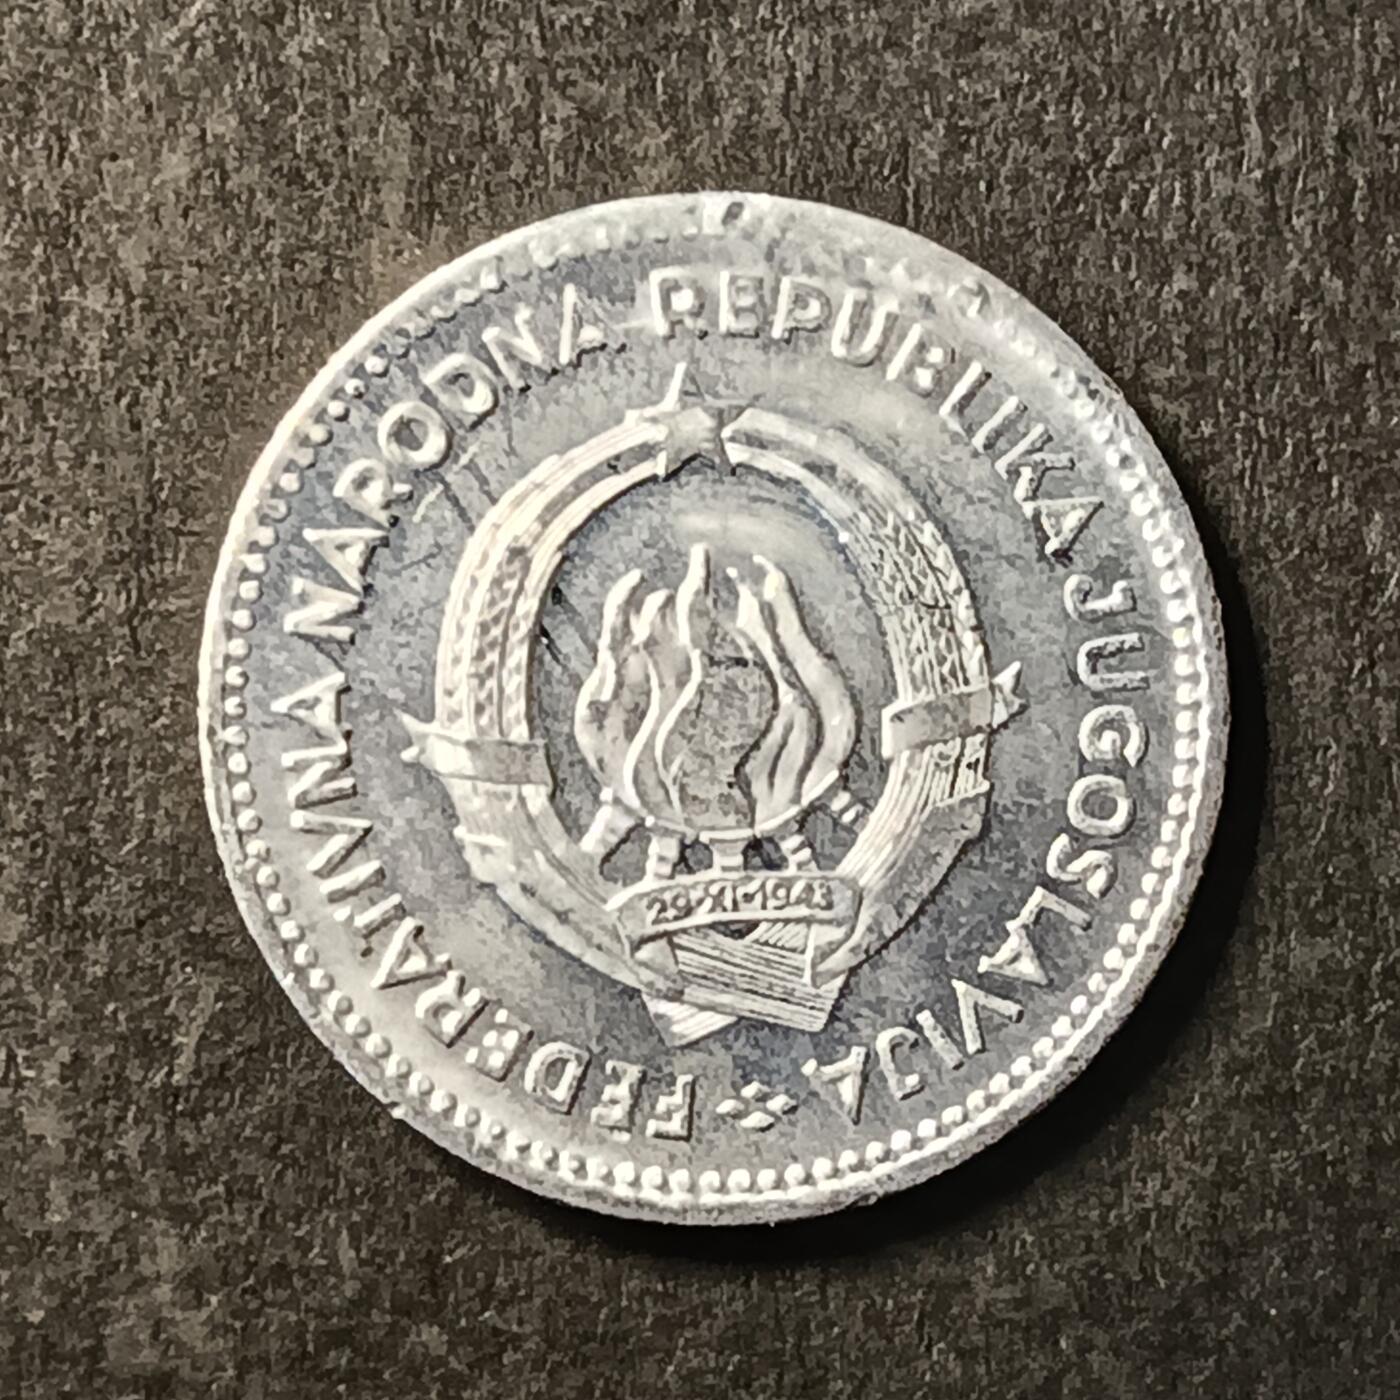 FEDERATIVNA NARODNA REPUBLIKA JUGOSLAVIJA
29·XI·1943